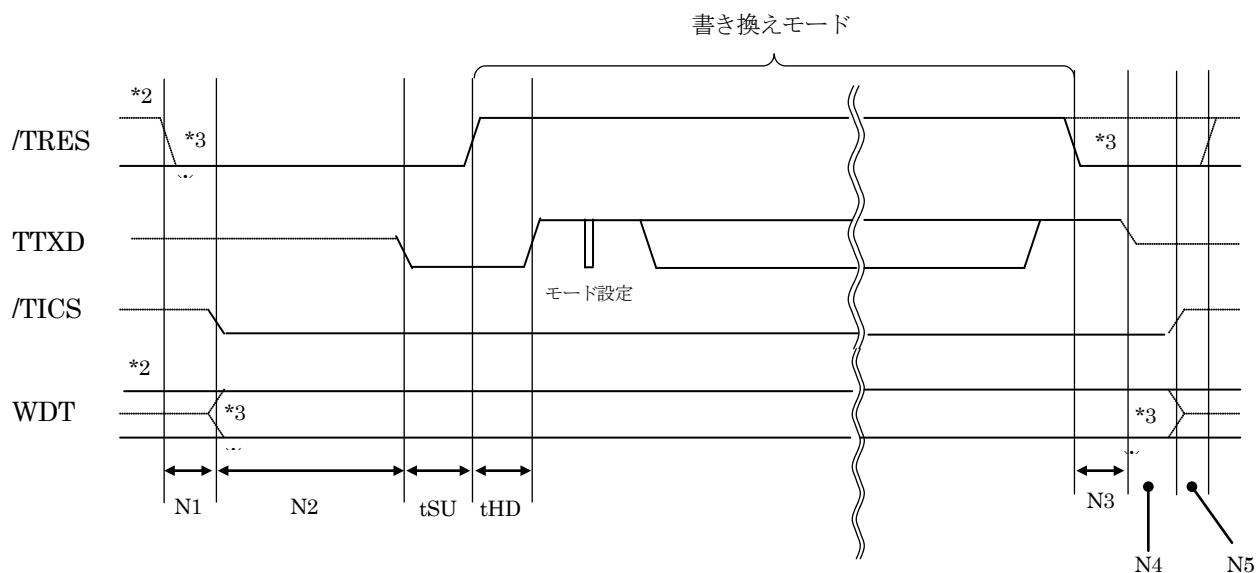 書き換えモード
*2
/TRES
*3
*3
TTXD
モード設定
/TICS
*2
WDT
*3
*3
N1
N2
tSU
tHD
N3
N4
N5